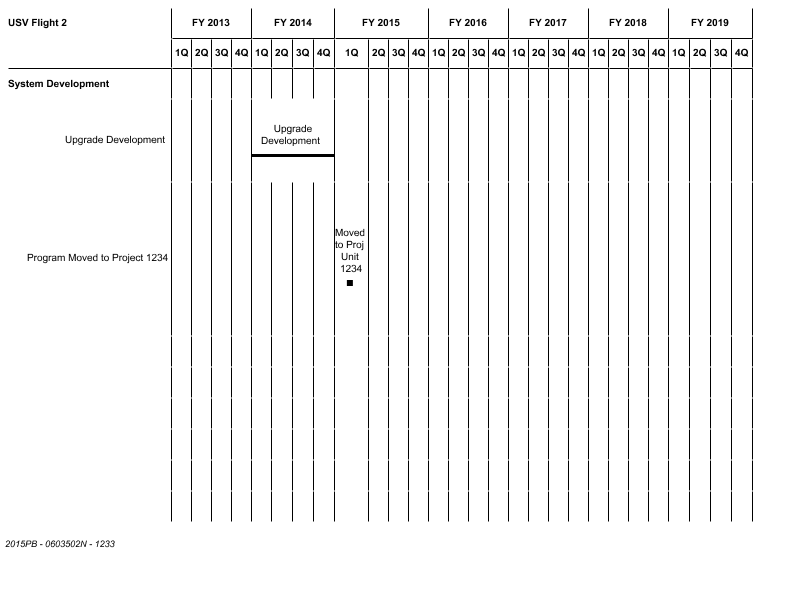 USV Flight 2 FY 2013 FY 2014 FY 2015 FY 2016 FY 2017 FY 2018 FY 2019
1Q 2Q 3Q 4Q 1Q 2Q 3Q 4Q 1Q 2Q 3Q 4Q 1Q 2Q 3Q 4Q 1Q 2Q 3Q 4Q 1Q 2Q 3Q 4Q 1Q 2Q 3Q 4Q
System Development
Upgrade Development
Upgrade
Development
Program Moved to Project 1234
Moved
to Proj
Unit
1234
2015PB - 0603502N - 1233